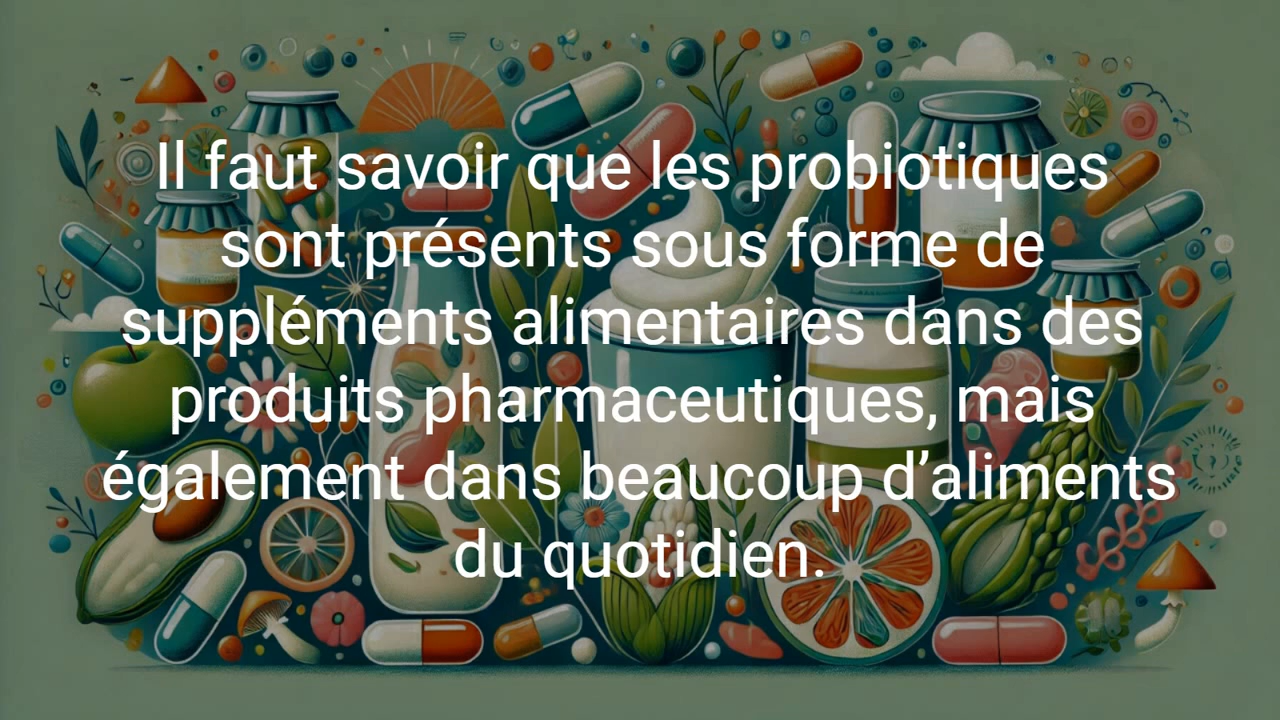 Il faut savoir que les probiotiques
sont présents sous forme de
suppléments alimentaires dans des
produits pharmaceutiques, mais
également dans beaucoup d’aliments
du quotidien.